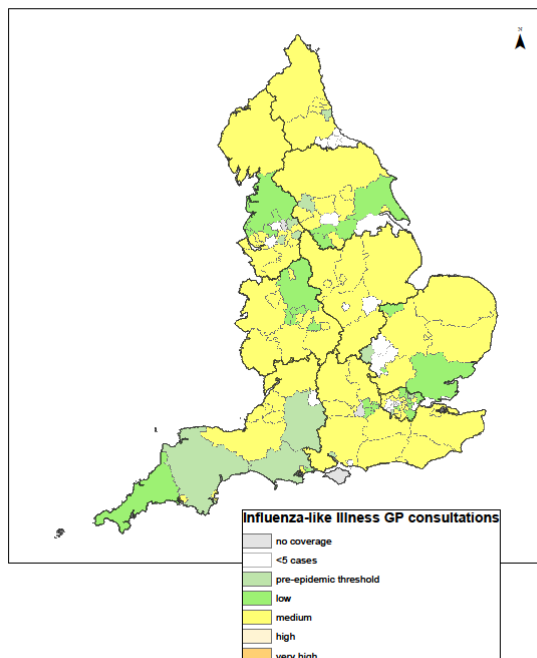 N
Influenza-like Illness GP consultations
no coverage
<5 cases
pre-epidemic threshold
low
medium
high
very high